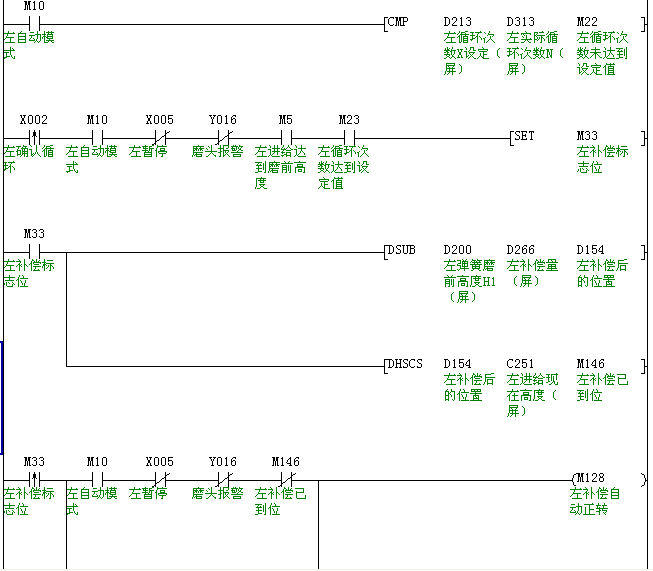 M10
CMP D213 D313 M22
左自动模 左循环次 左实际循 左循环次
式 数X设定( 环次数N( 数未达到
屏) 屏) 设定值
X002 M10 X005 Y016 M5 M23
SET M33
左确认循 左自动模 左暂停 磨头报警 左进给达 左循环次 左补偿标
环 式 到磨前高 数达到设 志位
度 定值
M33
DSUB D200 D266 D154
左补偿标 左弹簧磨 左补偿量 左补偿后
志位 前高度H1 (屏) 的位置
(屏)
DHSCS D154 C251 M146
左补偿后 左进给现 左补偿已
的位置 在高度( 到位
屏)
M33 M10 X005 Y016 M146
M128
左补偿标 左自动模 左暂停 磨头报警 左补偿已 左补偿自
志位 式 到位 动正转